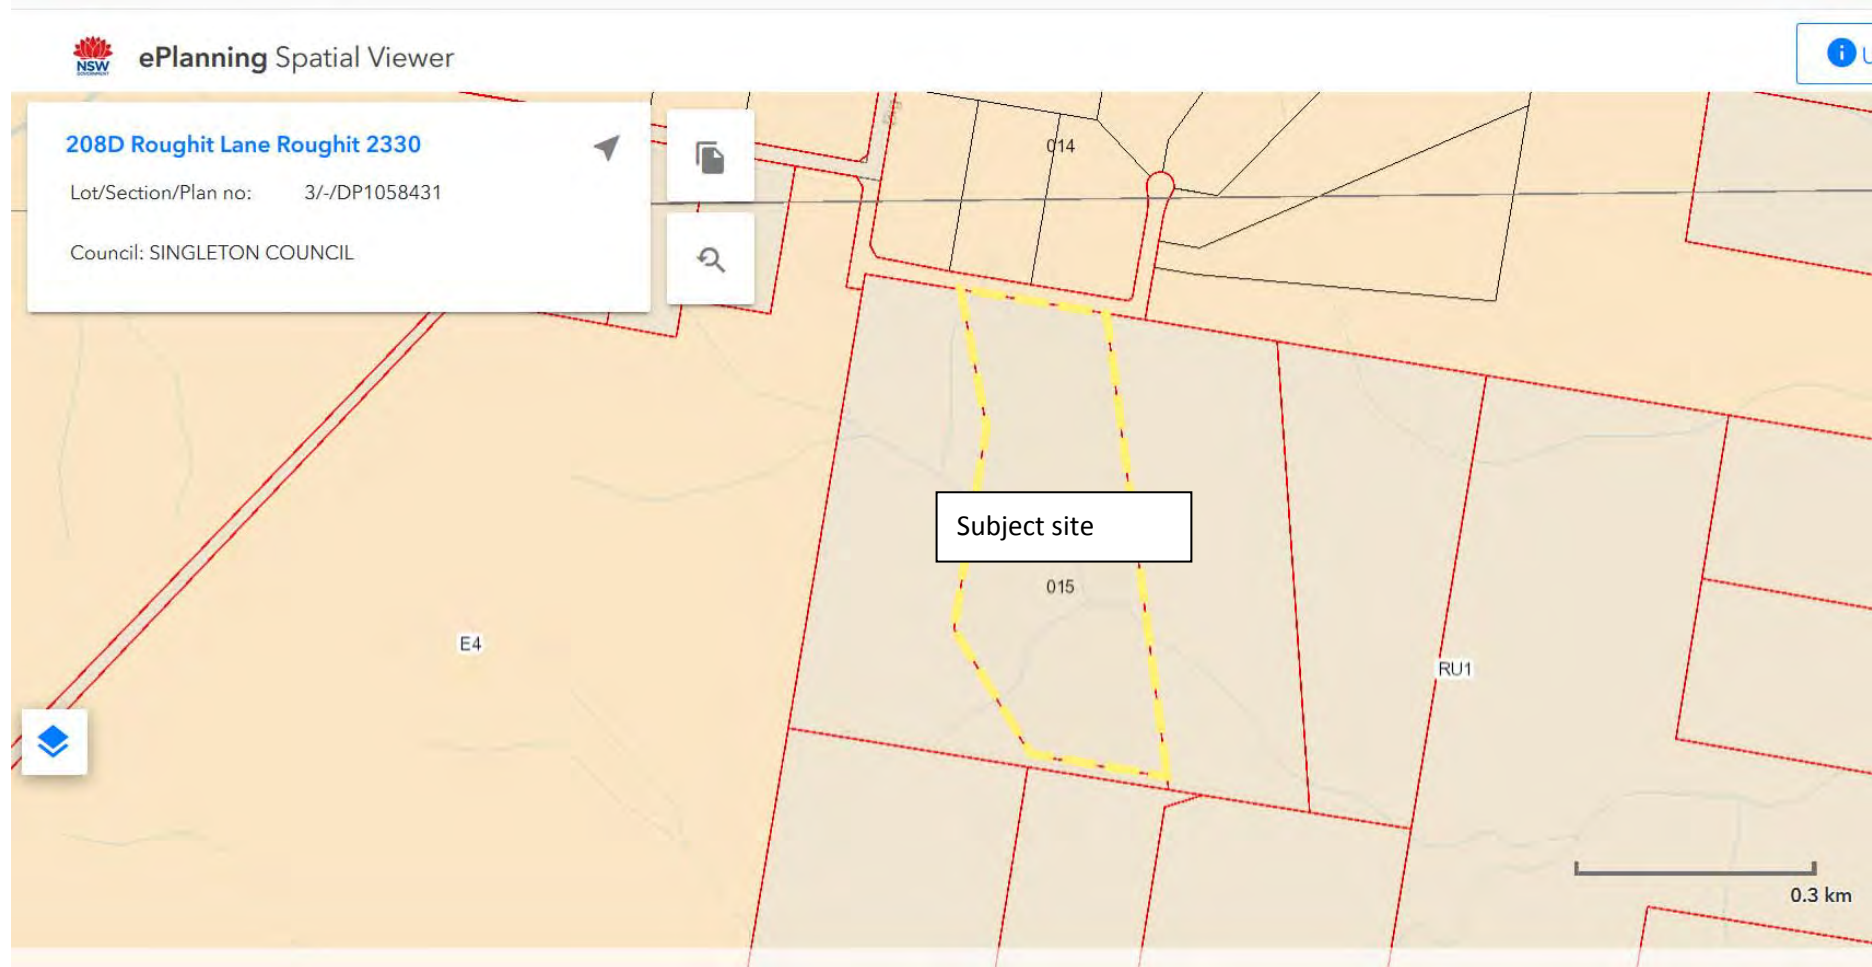 NSW
GOVERNMENT
ePlanning Spatial Viewer
U
208D Roughit Lane Roughit 2330
Lot/Section/Plan no: 3/-/DP1058431
Council: SINGLETON COUNCIL
014
Subject site
015
E4
RU1
0.3 km